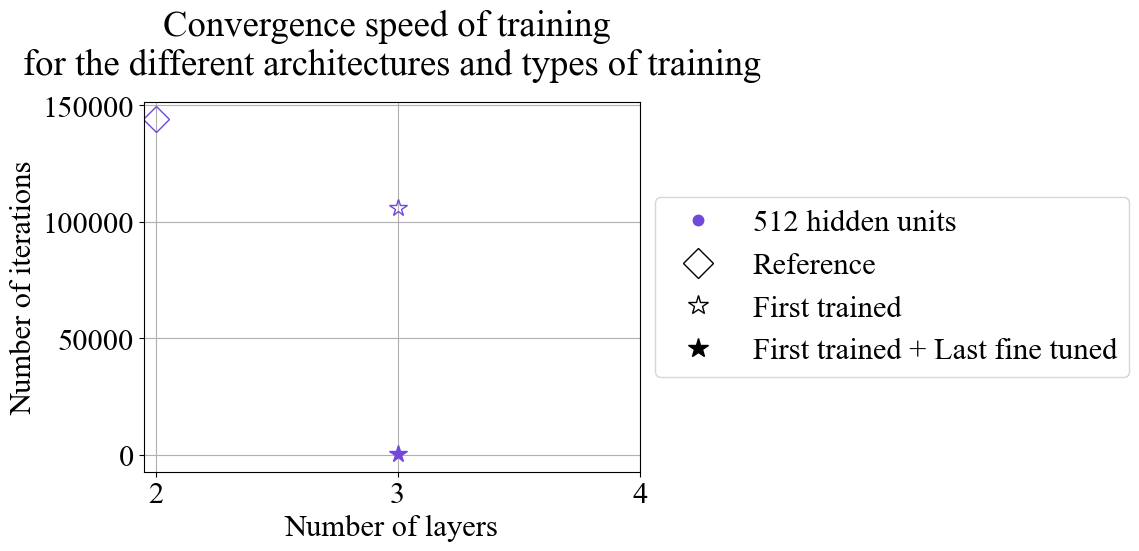 Convergence speed of training
for the different architectures and types of training
Number of iterations
150000
100000
50000
0
2
3
4
Number of layers
512 hidden units
Reference
First trained
First trained + Last fine tuned